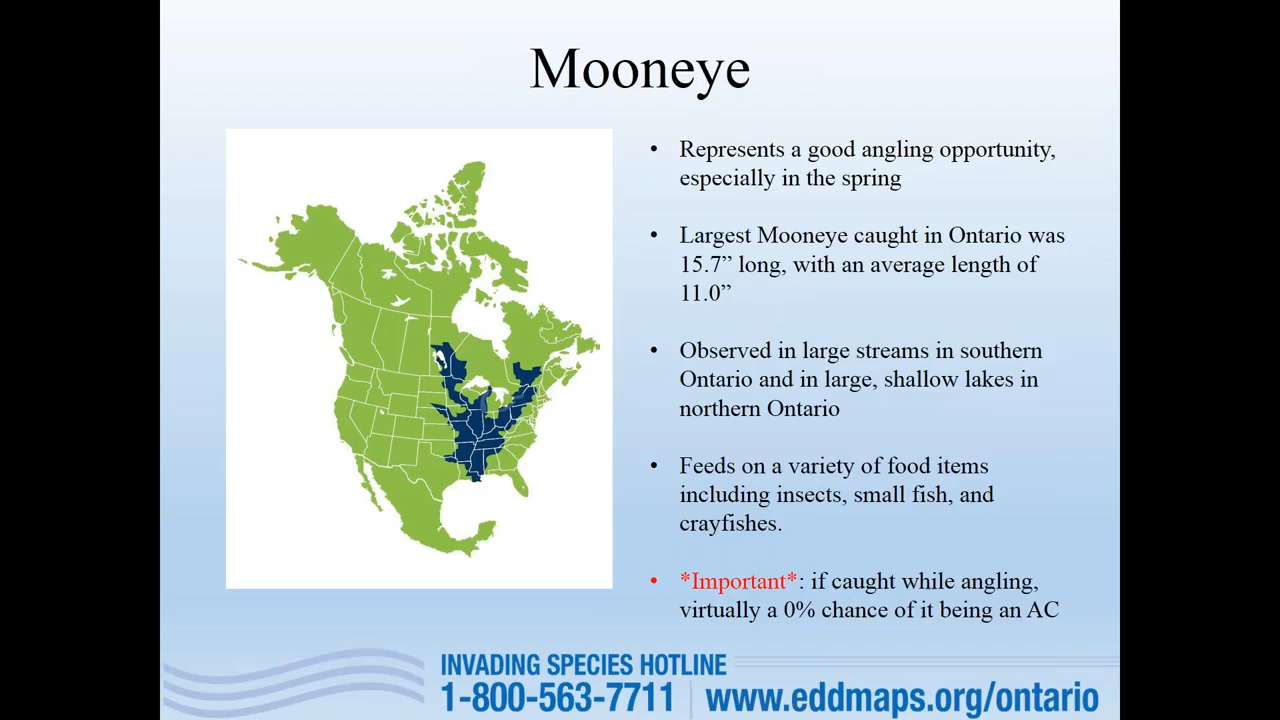 Mooneye
• Represents a good angling opportunity,
especially in the spring
• Largest Mooneye caught in Ontario was
15.7” long, with an average length of
11.0”
• Observed in large streams in southern
Ontario and in large, shallow lakes in
northern Ontario
• Feeds on a variety of food items
including insects, small fish, and
crayfishes.
• *Important*: if caught while angling,
virtually a 0% chance of it being an AC
INVADING SPECIES HOTLINE
1-800-563-7711 | www.eddmaps.org/ontario